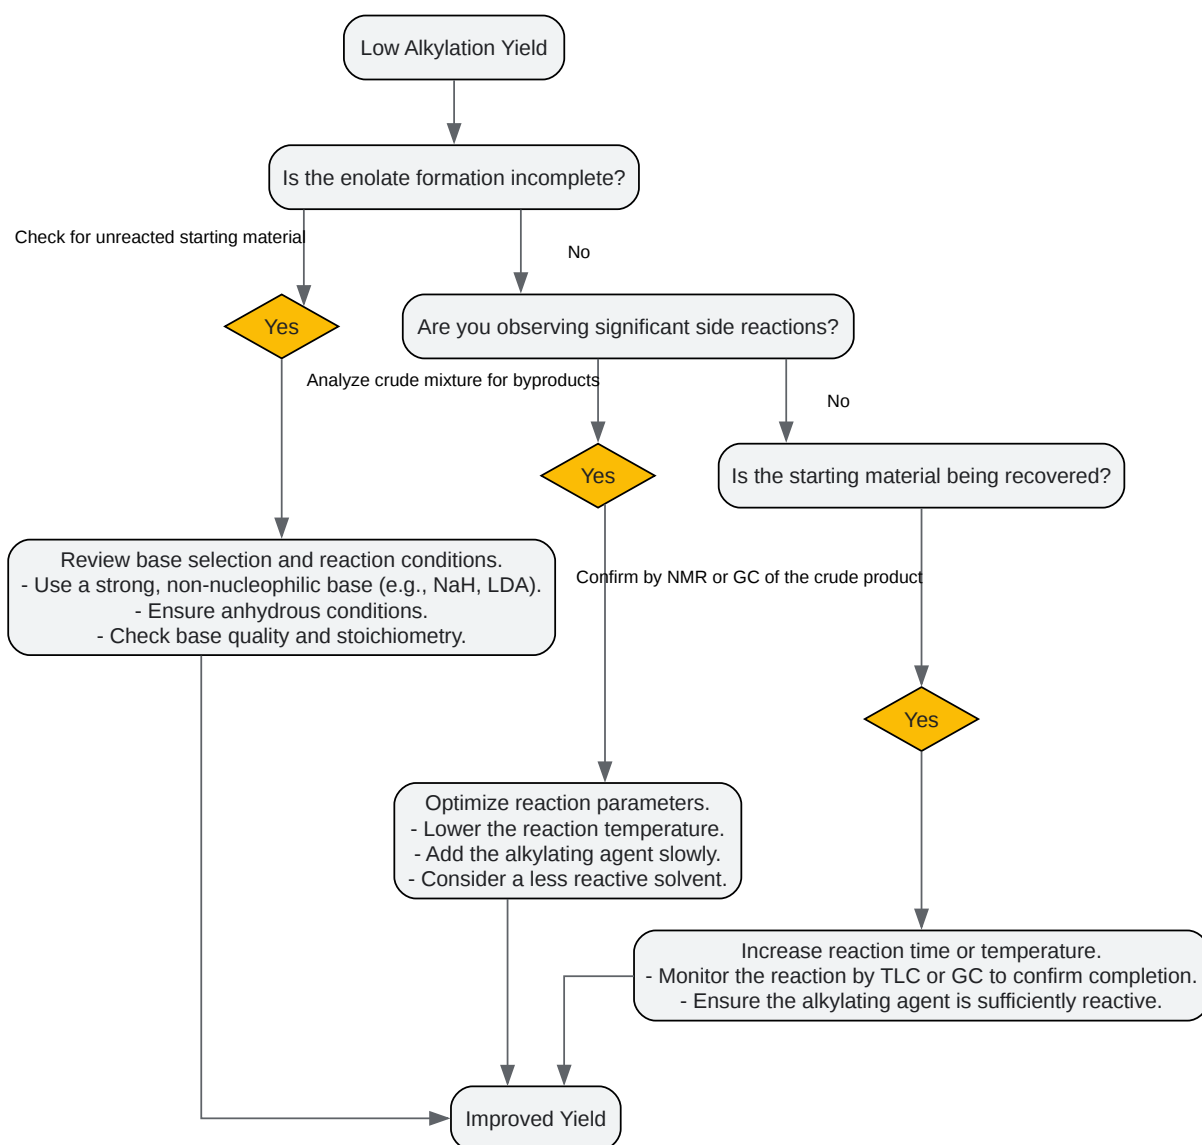 Low Alkylation Yield
Is the enolate formation incomplete?
Check for unreacted starting material
No
Yes
Are you observing significant side reactions?
Analyze crude mixture for byproducts
No
Yes
Is the starting material being recovered?
Review base selection and reaction conditions.
- Use a strong, non-nucleophilic base (e.g., NaH, LDA).
- Ensure anhydrous conditions.
- Check base quality and stoichiometry.
Confirm by NMR or GC of the crude product
Yes
Optimize reaction parameters.
- Lower the reaction temperature.
- Add the alkylating agent slowly.
- Consider a less reactive solvent.
Increase reaction time or temperature.
- Monitor the reaction by TLC or GC to confirm completion.
- Ensure the alkylating agent is sufficiently reactive.
Improved Yield